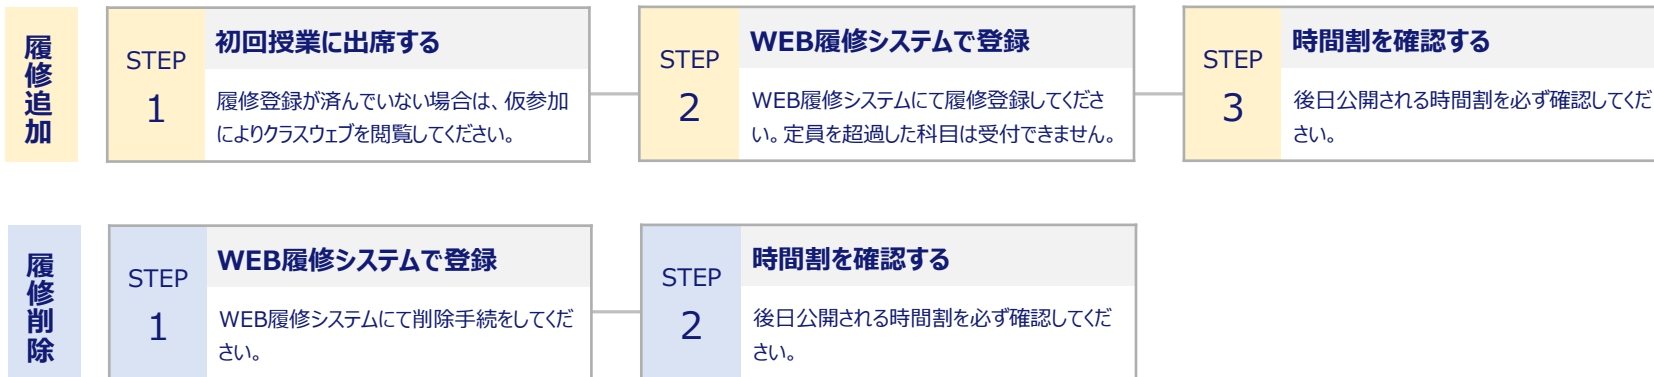 履修追加
STEP
1
初回授業に出席する
履修登録が済んでいない場合は、仮参加
によりクラスウェブを閲覧してください。
STEP
2
WEB履修システムで登録
WEB履修システムにて履修登録してくださ
い。定員を超過した科目は受付できません。
STEP
3
時間割を確認する
後日公開される時間割を必ず確認してくだ
さい。
履修削除
STEP
1
WEB履修システムで登録
WEB履修システムにて削除手続をしてくだ
さい。
STEP
2
時間割を確認する
後日公開される時間割を必ず確認してくだ
さい。